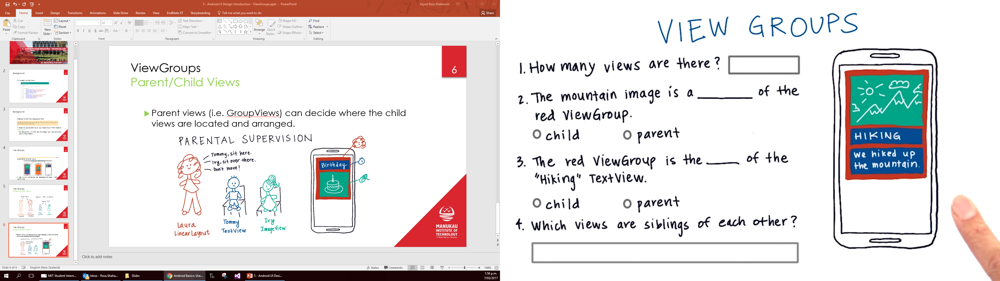 5 - Android UI Design Introduction - ViewGroups.pptx - PowerPoint
Seyed Reza Shahamiri
File Home Insert Design Transitions Animations Slide Show Review View EndNote X7 Storyboarding Tell me what you want to do
Share
Paste
Cut
Copy
Format Painter
Clipboard
New Slide
Layout
Reset
Section
Slides
24
B I U S abc AV Aa A
Font
Text Direction
Align Text
Convert to SmartArt
Paragraph
Arrange
Quick Styles
Shape Fill
Shape Outline
Shape Effects
Drawing
Find
Replace
Select
Editing
5 - Android UI Design Introduction - ViewGroups.pptx
Dr. Seyed Reza Shahamiri
2
Background
3
Background
4
ViewGroups
5
ViewGroups
Parent/Child Views
MEET THE VIEWS
6
ViewGroups
Parent/Child Views
PARENTAL SUPERVISION
6
ViewGroups
Parent/Child Views
Parent views (i.e. GroupViews) can decide where the child
views are located and arranged.
PARENTAL SUPERVISION
Tommy, sit here.
Ivy, sit over there.
Don't move!
Birthday
Laura
LinearLayout
Tommy
TextView
Ivy
ImageView
MANUKAU
INSTITUTE OF
TECHNOLOGY
Click to add notes
Slide 6 of 6
English (New Zealand)
Notes
Comments
108%
MIT Student Intern...
Inbox - Reza.Shaha...
Slides
Android Basics: Use...
5 - Android UI Desi...
1:56 p.m.
7/03/2017
VIEW GROUPS
1. How many views are there?
2. The mountain image is a ________ of the
red ViewGroup.
child
parent
3. The red ViewGroup is the _____ of the
"Hiking" TextView.
child
parent
4. Which views are siblings of each other?
HIKING
we hiked up
the mountain.